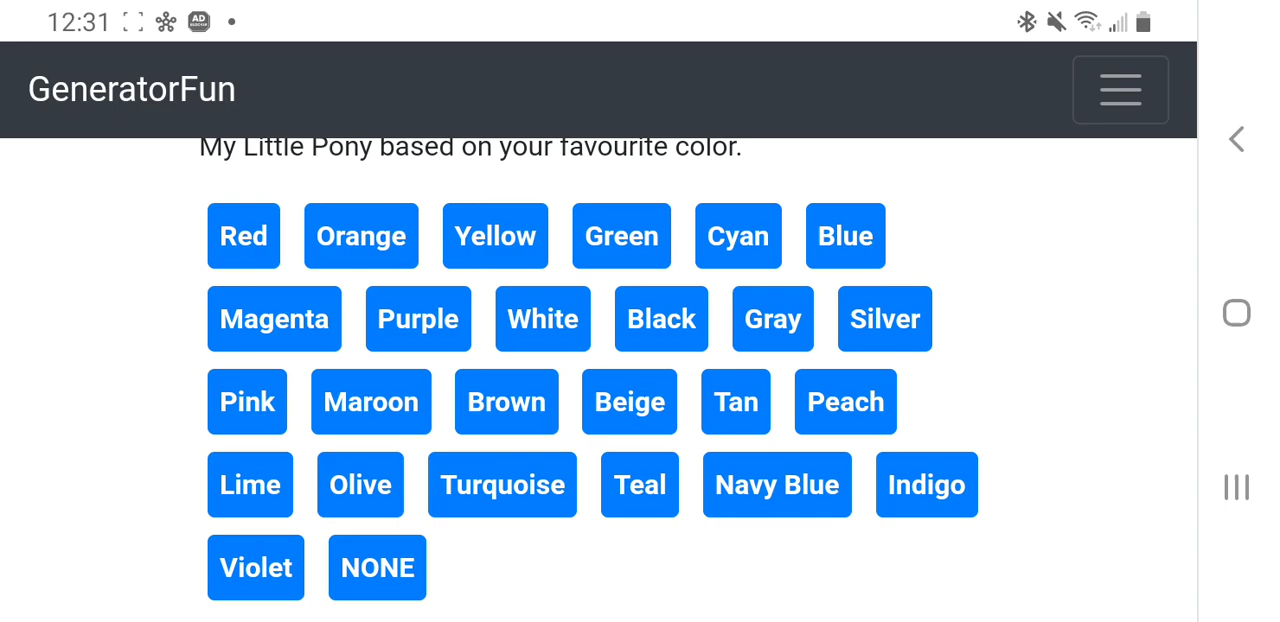 12:31
AD
GeneratorFun
My Little Pony based on your favourite color.
Red Orange Yellow Green Cyan Blue
Magenta Purple White Black Gray Silver
Pink Maroon Brown Beige Tan Peach
Lime Olive Turquoise Teal Navy Blue Indigo
Violet NONE